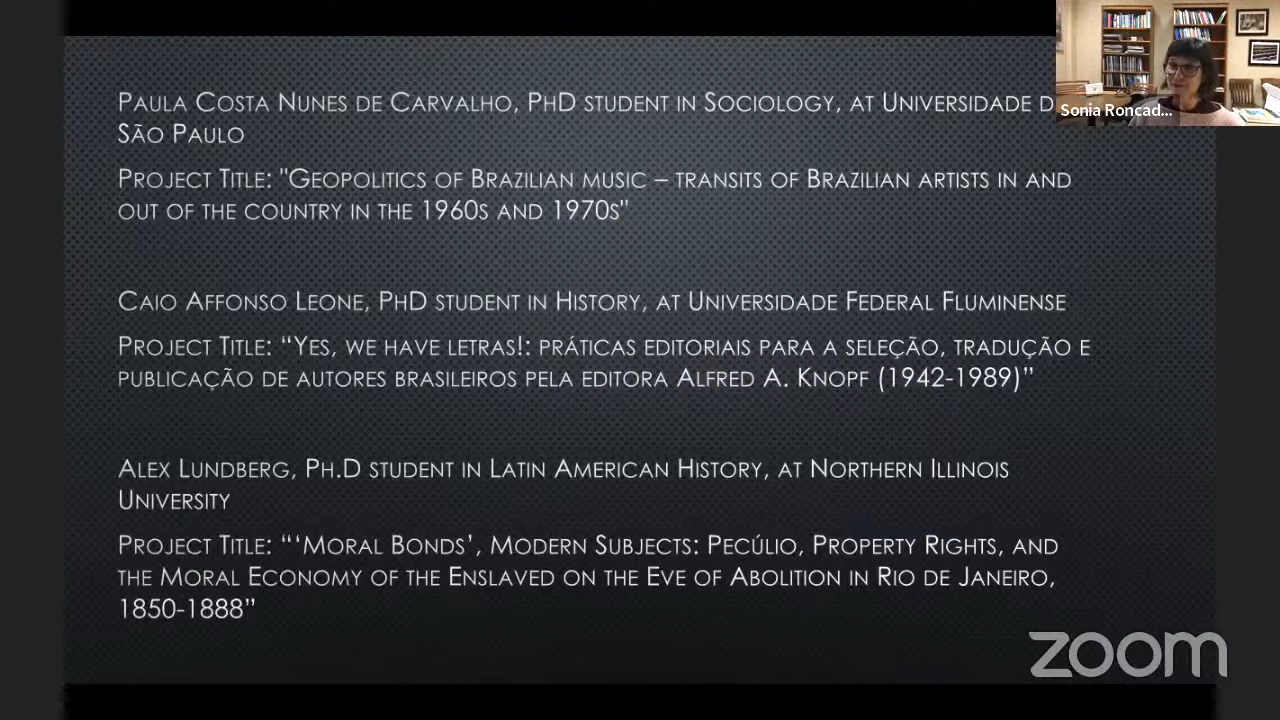 Paula Costa Nunes de Carvalho, PhD student in Sociology, at Universidade d
São Paulo
Project Title: "Geopolitics of Brazilian music – transits of Brazilian artists in and
out of the country in the 1960s and 1970s"
Caio Affonso Leone, PhD student in History, at Universidade Federal Fluminense
Project Title: “Yes, we have letras!: práticas editoriais para a seleção, tradução e
publicação de autores brasileiros pela editora Alfred A. Knopf (1942-1989)”
Alex Lundberg, Ph.D student in Latin American History, at Northern Illinois
University
Project Title: “‘Moral Bonds’, Modern Subjects: Pecúlio, Property Rights, and
the Moral Economy of the Enslaved on the Eve of Abolition in Rio de Janeiro,
1850-1888”
Sonia Roncad...
zoom